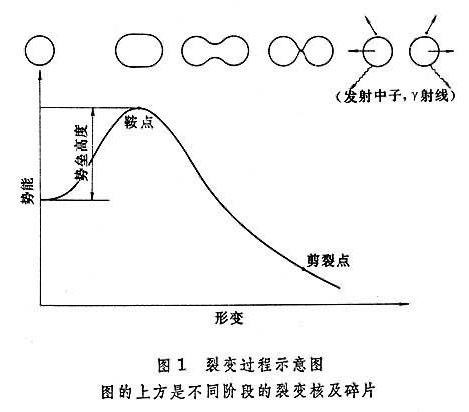 (发射中子,γ射线)
鞍点
势垒高度
势能
剪裂点
形变
图1 裂变过程示意图
图的上方是不同阶段的裂变核及碎片